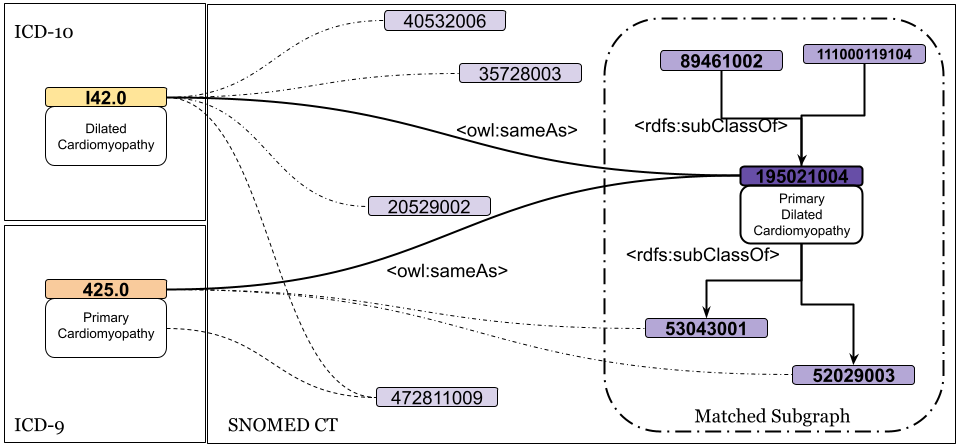 ICD-10
I42.0
Dilated
Cardiomyopathy
ICD-9
425.0
Primary
Cardiomyopathy
SNOMED CT
40532006
35728003
<owl:sameAs>
20529002
<owl:sameAs>
472811009
89461002
111000119104
<rdfs:subClassOf>
195021004
Primary
Dilated
Cardiomyopathy
<rdfs:subClassOf>
53043001
52029003
Matched Subgraph